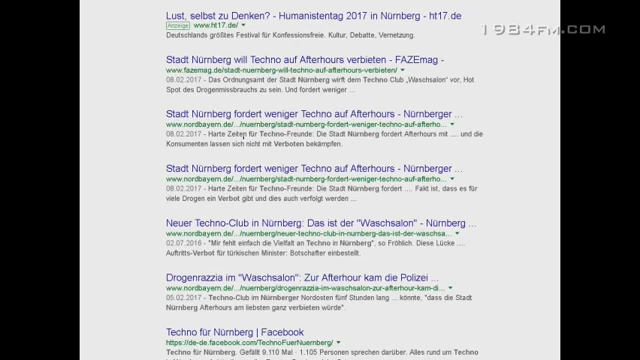 1984FM.COM
Lust, selbst zu Denken? - Humanistentag 2017 in Nürnberg - ht17.de
Anzeige www.ht17.de/
Deutschlands größtes Festival für Konfessionsfreie. Kultur, Debatte, Vernetzung.
Stadt Nürnberg will Techno auf Afterhours verbieten - FAZEmag -
www.fazemag.de/stadt-nuernberg-will-techno-auf-afterhours-verbieten/
08.02.2017 - Das Ordnungsamt der Stadt Nürnberg wirft dem Techno Club „Waschsalon“ vor, Hot
Spot des Drogenmissbrauchs zu sein. Und fordert weniger ...
Stadt Nürnberg fordert weniger Techno auf Afterhours - Nürnberger ...
www.nordbayern.de/.../nuernberg/stadt-nurnberg-fordert-weniger-techno-auf-afterho...
08.02.2017 - Harte Zeiten für Techno-Freunde: Die Stadt Nürnberg fordert Afterhours mit .... und die
Konsumenten lassen sich nicht mit Verboten bekämpfen.
Stadt Nürnberg fordert weniger Techno auf Afterhours - Nürnberger ...
www.nordbayern.de/.../nuernberg/stadt-nurnberg-fordert-weniger-techno-auf-afterho...
08.02.2017 - Harte Zeiten für Techno-Freunde: Die Stadt Nürnberg fordert .... Fakt ist, dass es für
viele Drogen ein Verbot gibt und dies auch verfolgt werden ...
Neuer Techno-Club in Nürnberg: Das ist der "Waschsalon" - Nürnberg ...
www.nordbayern.de/.../nuernberg/neuer-techno-club-in-nurnberg-das-ist-der-waschsa...
02.07.2016 - "Mir fehlt einfach die Vielfalt an Techno in Nürnberg", so Fröhlich. Diese Lücke ....
Auftritts-Verbot für türkischen Minister: Botschafter einbestellt.
Drogenrazzia im "Waschsalon": Zur Afterhour kam die Polizei ...
www.nordbayern.de/.../nuernberg/drogenrazzia-im-waschsalon-zur-afterhour-kam-di...
05.02.2017 - Techno-Club im Nürnberger Nordosten fünf Stunden lang ... könnte, "dass die Stadt
Nürnberg Afterhours am liebsten ganz verbieten würde".
Techno für Nürnberg | Facebook
https://de-de.facebook.com/TechnoFuerNuernberg/
Techno für Nürnberg. Gefällt 9.110 Mal · 1.105 Personen sprechen darüber. Alles rund um Techno